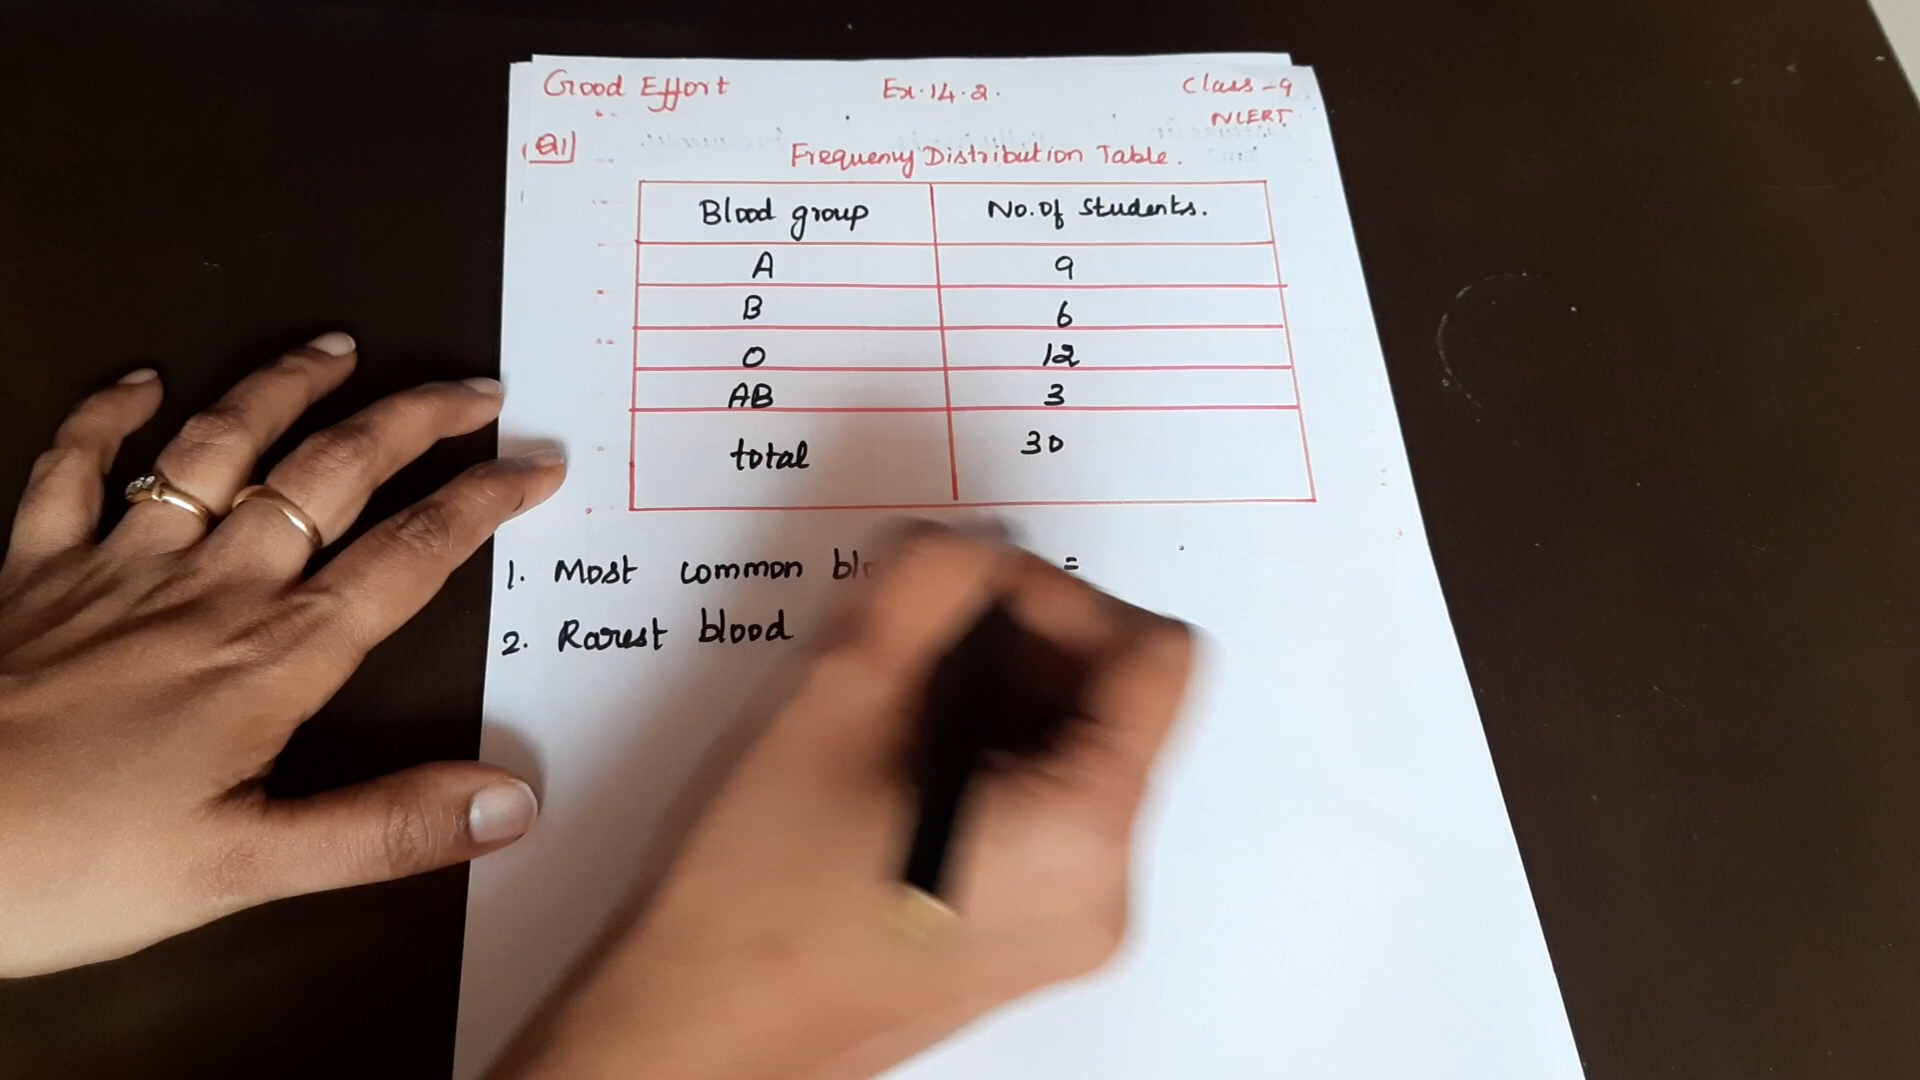 Good Effort Ex.14.2. Class-9
NCERT
Q1 Frequency Distribution Table.
Blood group No. Of Students.
A 9
B 6
O 12
AB 3
total 30
1. Most common =
2. Rarest blood